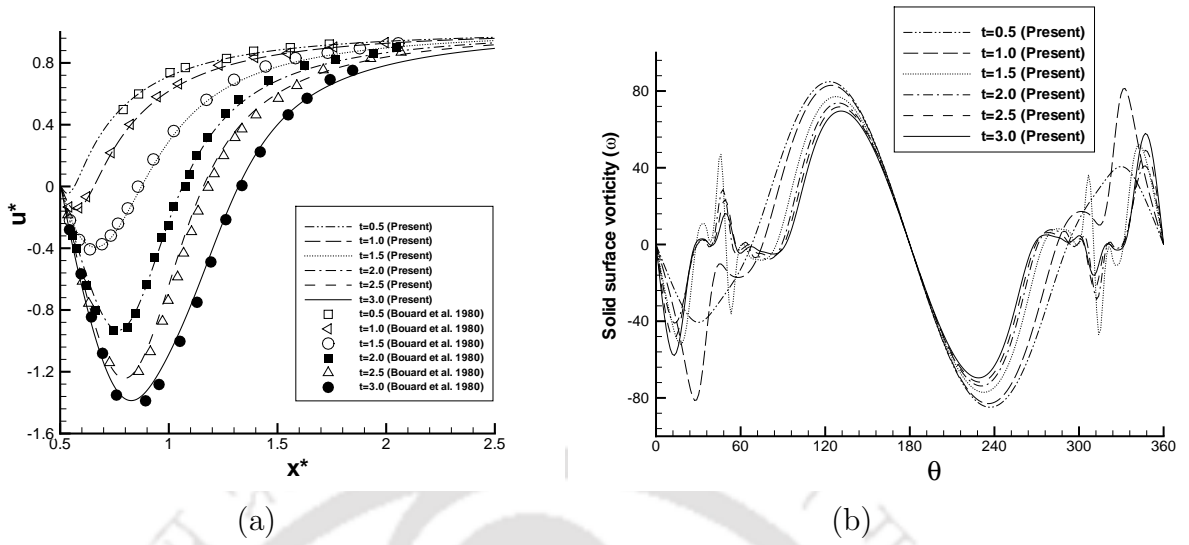 0.8
0.4
0
-0.4
-0.8
-1.2
-1.6
u*
0.5
1
1.5
2
2.5
x*
t=0.5 (Present)
t=1.0 (Present)
t=1.5 (Present)
t=2.0 (Present)
t=2.5 (Present)
t=3.0 (Present)
t=0.5 (Bouard et al. 1980)
t=1.0 (Bouard et al. 1980)
t=1.5 (Bouard et al. 1980)
t=2.0 (Bouard et al. 1980)
t=2.5 (Bouard et al. 1980)
t=3.0 (Bouard et al. 1980)
(a)
80
40
0
-40
-80
Solid surface vorticity (ω)
0
60
120
180
240
300
360
θ
t=0.5 (Present)
t=1.0 (Present)
t=1.5 (Present)
t=2.0 (Present)
t=2.5 (Present)
t=3.0 (Present)
(b)